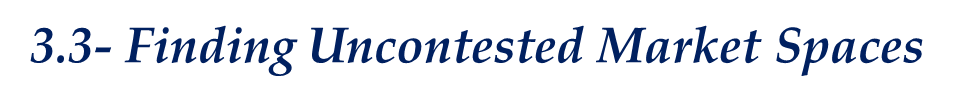 3.3- Finding Uncontested Market Spaces